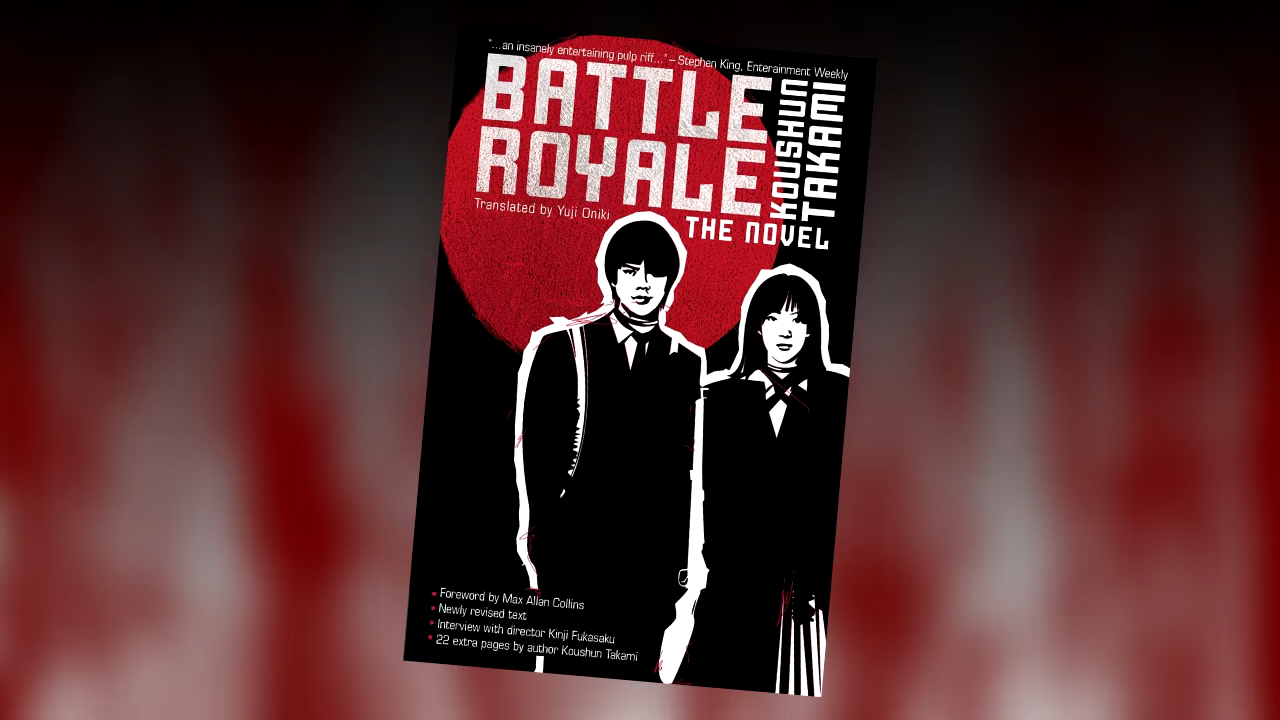 "...an insanely entertaining pulp riff..." – Stephen King, Enterainment Weekly
BATTLE
ROYALE
KOUSHUN
TAKAMI
Translated by Yuji Oniki
THE NOVEL
• Foreword by Max Allan Collins
• Newly revised text
• Interview with director Kinji Fukasaku
• 22 extra pages by author Koushun Takami